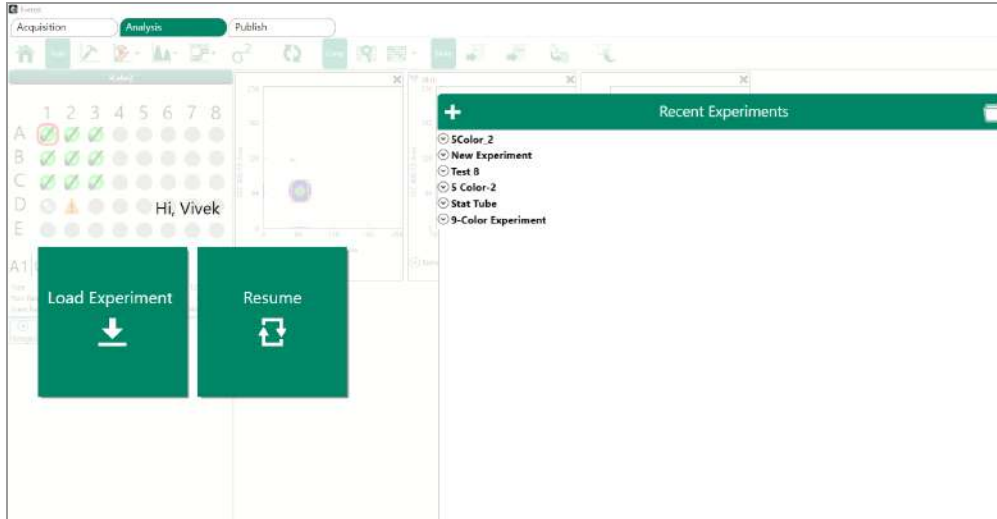 Acquisition
Analysis
Publish
1 2 3 4 5 6 7 8
A
B
C
D
E
A1
Hi, Vivek
Load Experiment
Resume
Recent Experiments
5Color_2
New Experiment
Test 8
5 Color-2
Stat Tube
9-Color Experiment